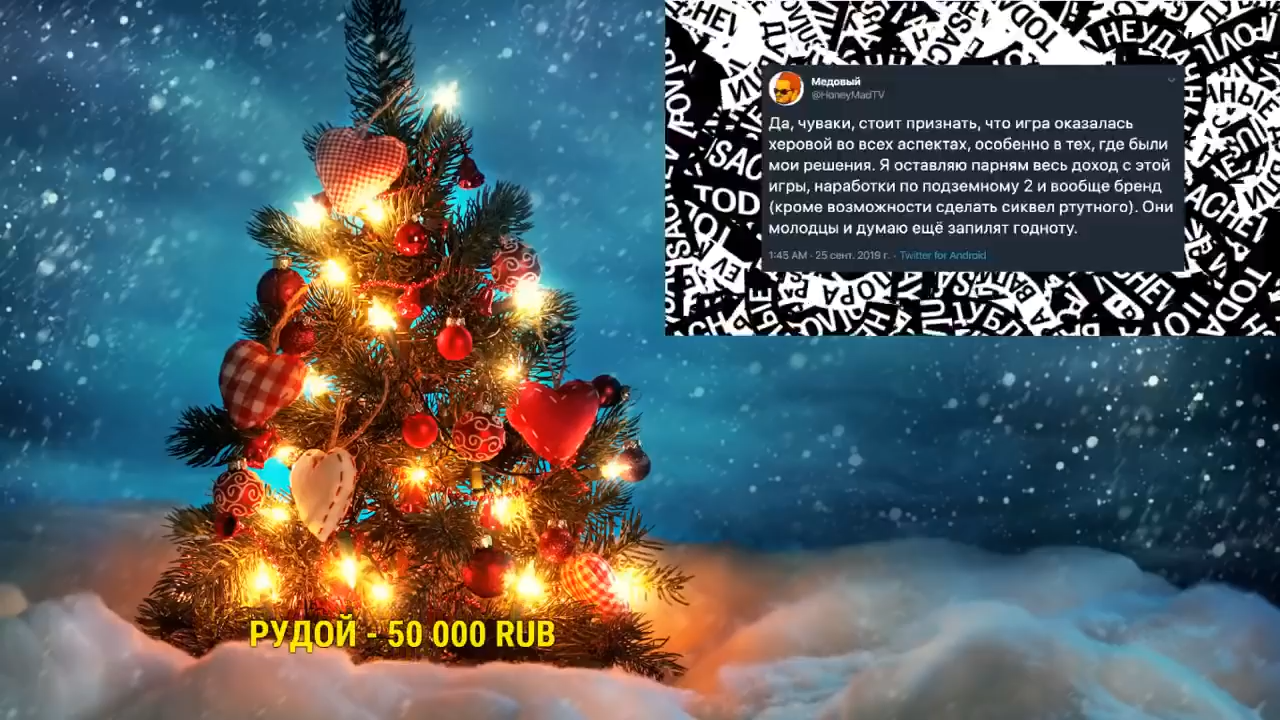 Медовый
@HoneyMadTV
Да, чуваки, стоит признать, что игра оказалась
херовой во всех аспектах, особенно в тех, где были
мои решения. Я оставляю парням весь доход с этой
игры, наработки по подземному 2 и вообще бренд
(кроме возможности сделать сиквел ртутного). Они
молодцы и думаю ещё запилят годноту.
1:45 AM · 25 сент. 2019 г. · Twitter for Android
РУДОЙ - 50 000 RUB